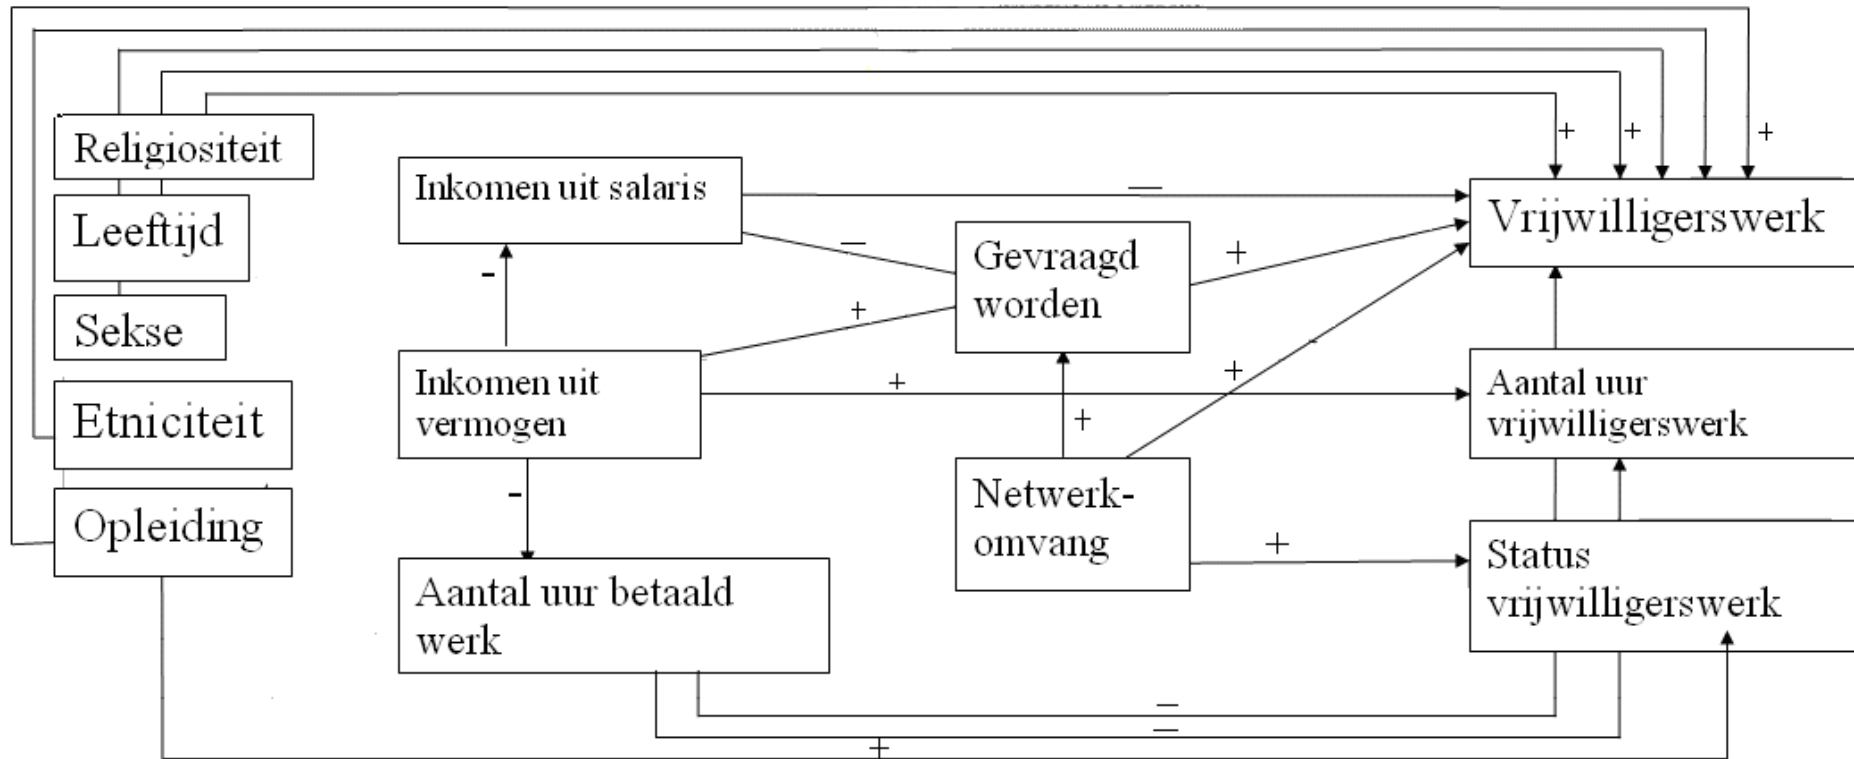 +
+
+
Religiositeit
Leeftijd
Sekse
Etniciteit
Opleiding
Inkomen uit salaris
—
—
-
+
Inkomen uit
vermogen
+
-
Aantal uur betaald
werk
Gevraagd
worden
+
+
-
+
Netwerk-
omvang
+
Vrijwilligerswerk
Aantal uur
vrijwilligerswerk
Status
vrijwilligerswerk
—
—
+